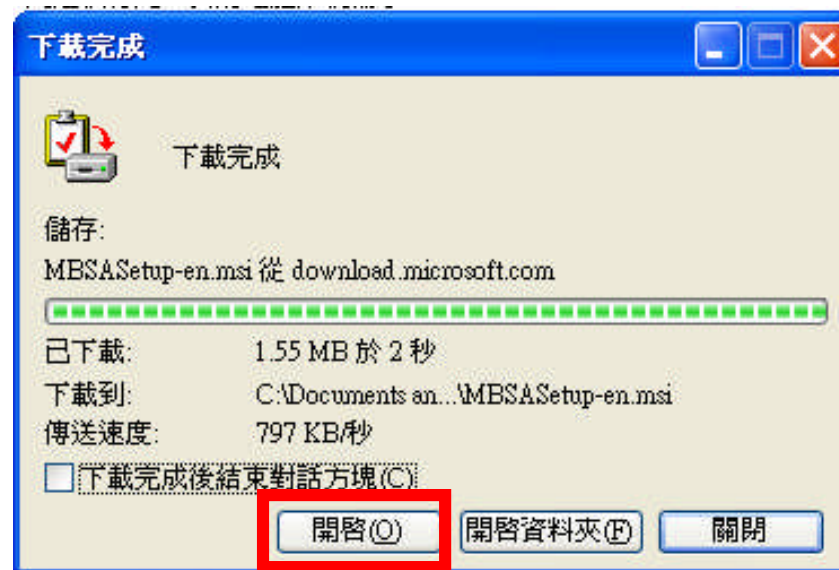 下載完成
下載完成
儲存:
MBSASetup-en.msi 從 download.microsoft.com
已下載: 1.55 MB 於 2 秒
下載到: C:\Documents an...\MBSASetup-en.msi
傳送速度: 797 KB/秒
下載完成後結束對話方塊(C)
開啓(O) 開啓資料夾(F) 關閉